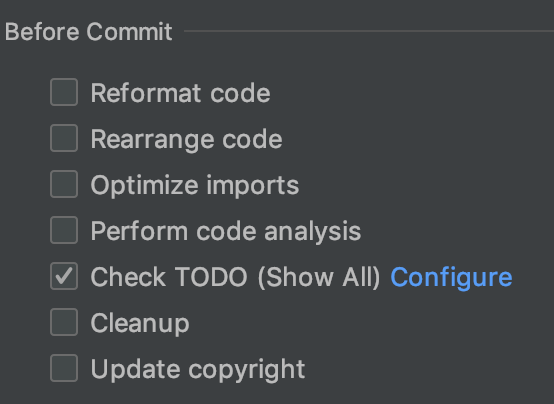 Before Commit
Reformat code
Rearrange code
Optimize imports
Perform code analysis
Check TODO (Show All) Configure
Cleanup
Update copyright